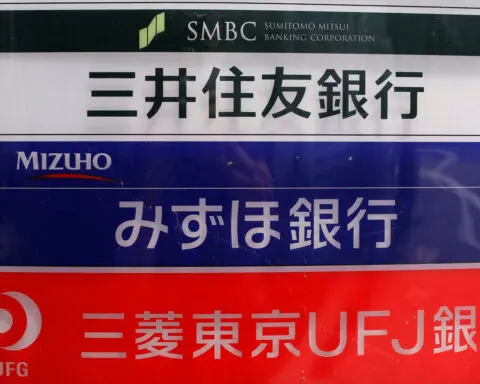 SMBC SUMITOMO MITSUI
BANKING CORPORATION
三井住友銀行
MIZUHO
みずほ銀行
三菱東京UFJ銀
UFG